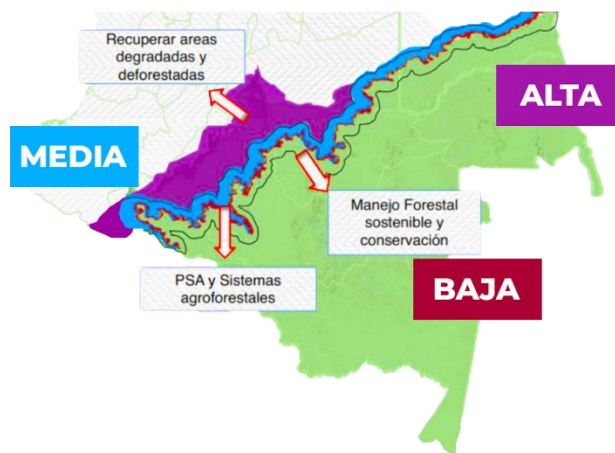 Recuperar areas
degradadas y
deforestadas
ALTA
MEDIA
Manejo Forestal
sostenible y
conservación
PSA y Sistemas
agroforestales
BAJA